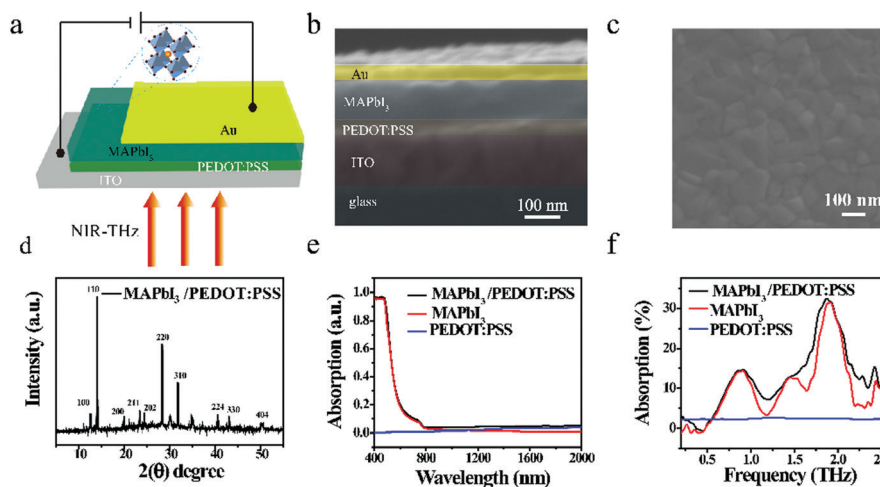 a
Au
MAPbI3
PEDOT:PSS
ITO
NIR-THz
b
Au
MAPbI3
PEDOT:PSS
ITO
glass
100 nm
c
100 nm
d
Intensity (a.u.)
MAPbI3 /PEDOT:PSS
110
100
200
211
202
220
310
224
330
404
5 10 20 30 40 50 55
2(θ) degree
e
Absorption (a.u.)
1.0
0.8
0.6
0.4
0.2
0.0
MAPbI3/PEDOT:PSS
MAPbI3
PEDOT:PSS
400 800 1200 1600 2000
Wavelength (nm)
f
Absorption (%)
30
20
10
0
MAPbI3/PEDOT:PSS
MAPbI3
PEDOT:PSS
0.5 1.0 1.5 2.0
Frequency (THz)